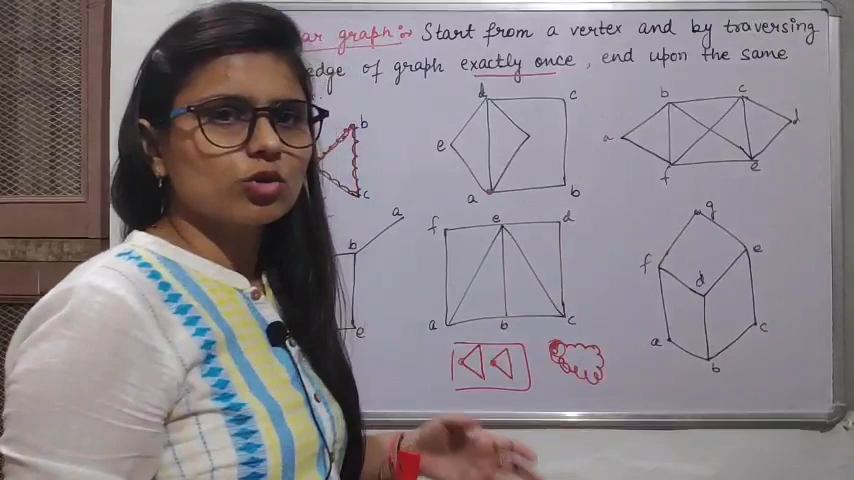 ar graph:- Start from a vertex and by traversing
edge of graph exactly once, end upon the same
b
c
d
c
e
a
b
b
c
a
d
f
e
a
b
e
f
e
d
a
b
c
g
f
e
d
a
c
b